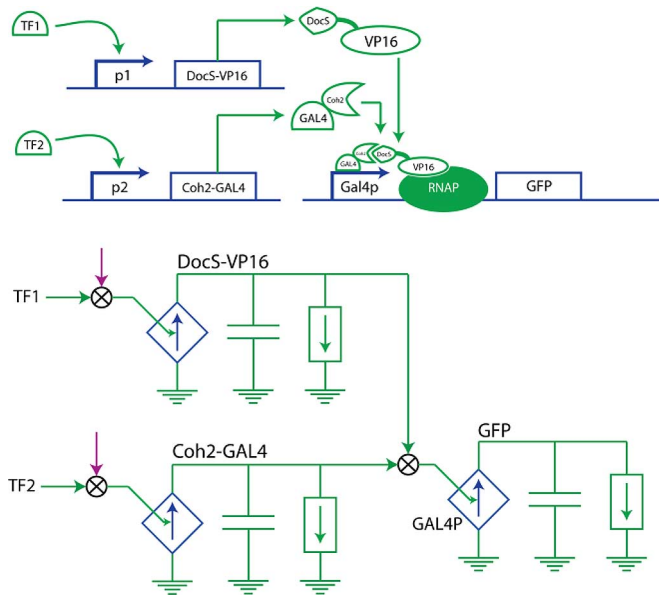 TF1
DocS
VP16
p1
DocS-VP16
GAL4
Coh2
TF2
p2
Coh2-GAL4
GAL4
Coh2
DocS
VP16
Gal4p
RNAP
GFP
DocS-VP16
TF1
Coh2-GAL4
GFP
TF2
GAL4P